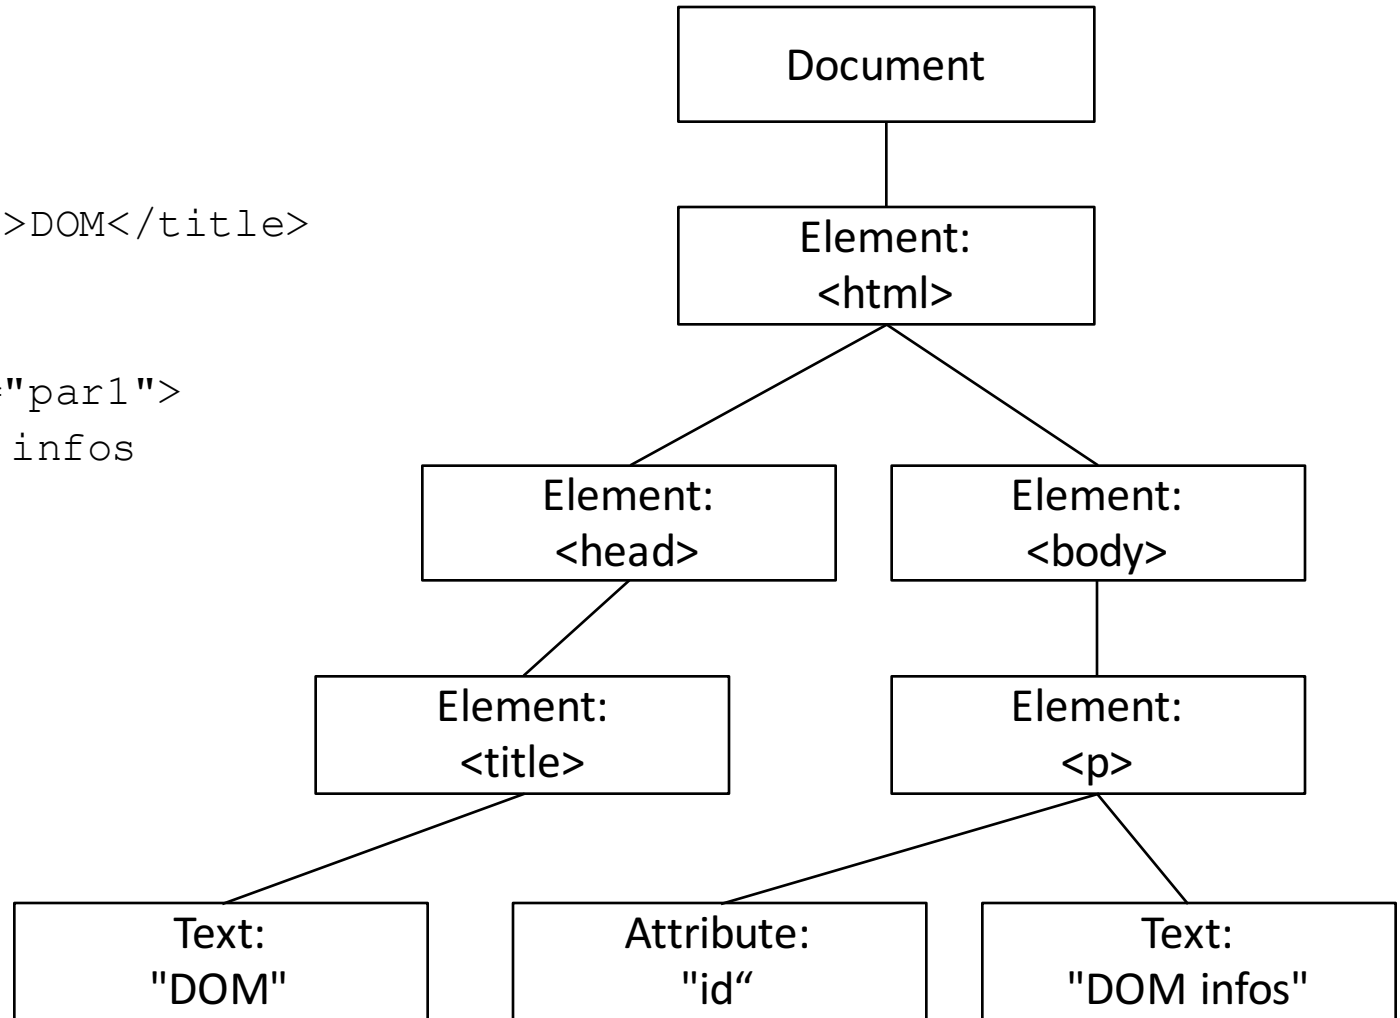 Document
>DOM</title>
Element:
<html>
="par1">
infos
Element:
<head>
Element:
<body>
Element:
<title>
Element:
<p>
Text:
"DOM"
Attribute:
"id“
Text:
"DOM infos"